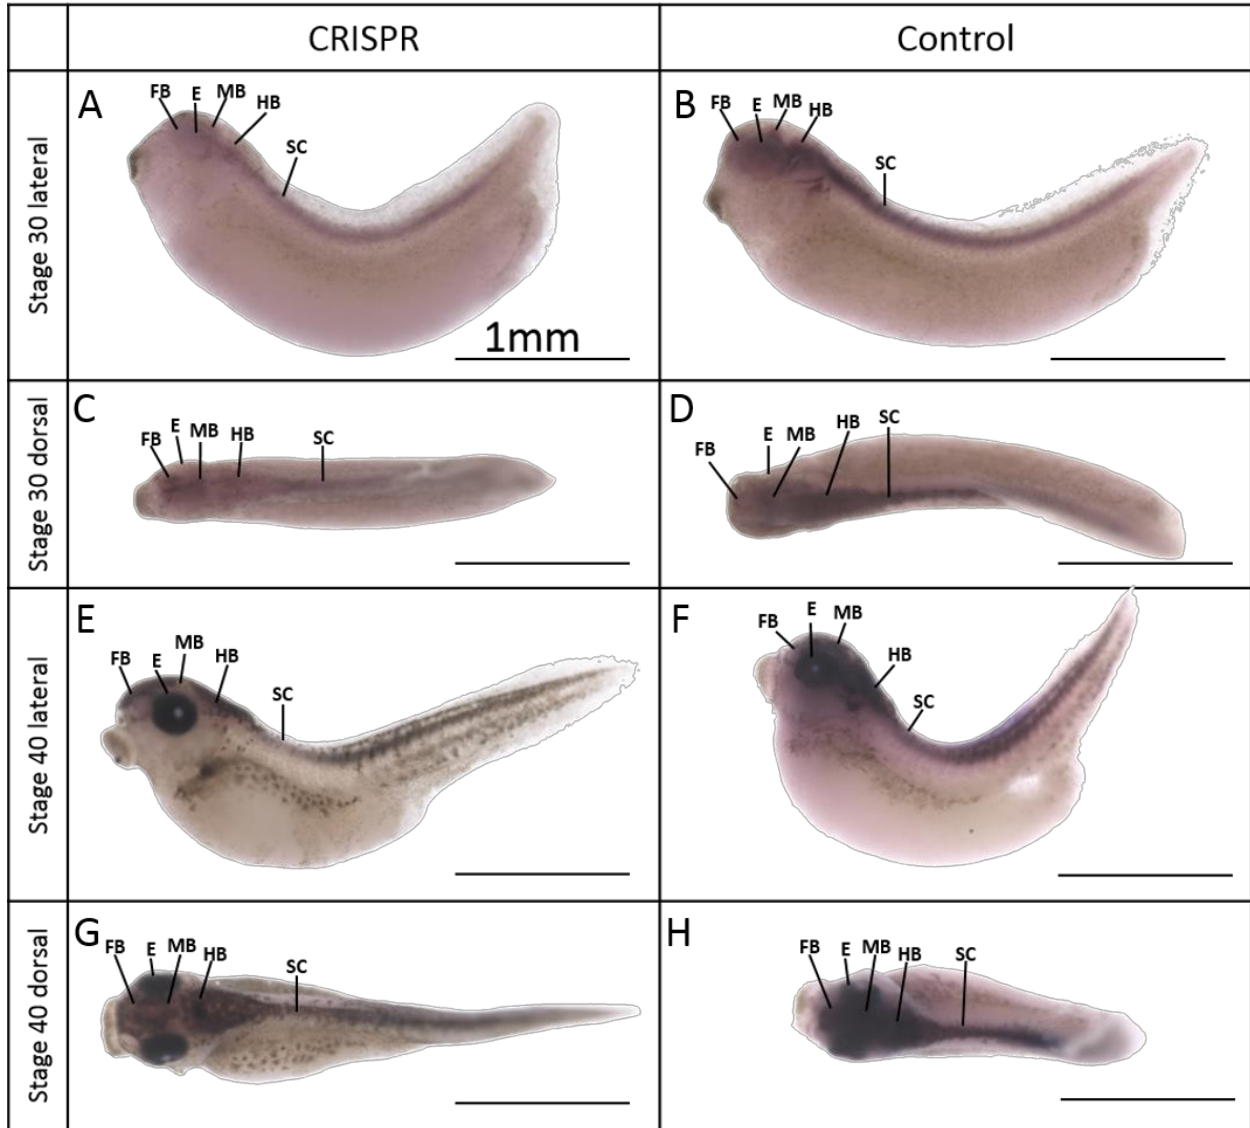 CRISPR
Control
Stage 30 lateral
A
FB E MB HB SC
1mm
B
FB E MB HB SC
Stage 30 dorsal
C
FB E MB HB SC
D
FB E MB HB SC
Stage 40 lateral
E
FB E MB HB SC
F
FB E MB HB SC
Stage 40 dorsal
G
FB E MB HB SC
H
FB E MB HB SC